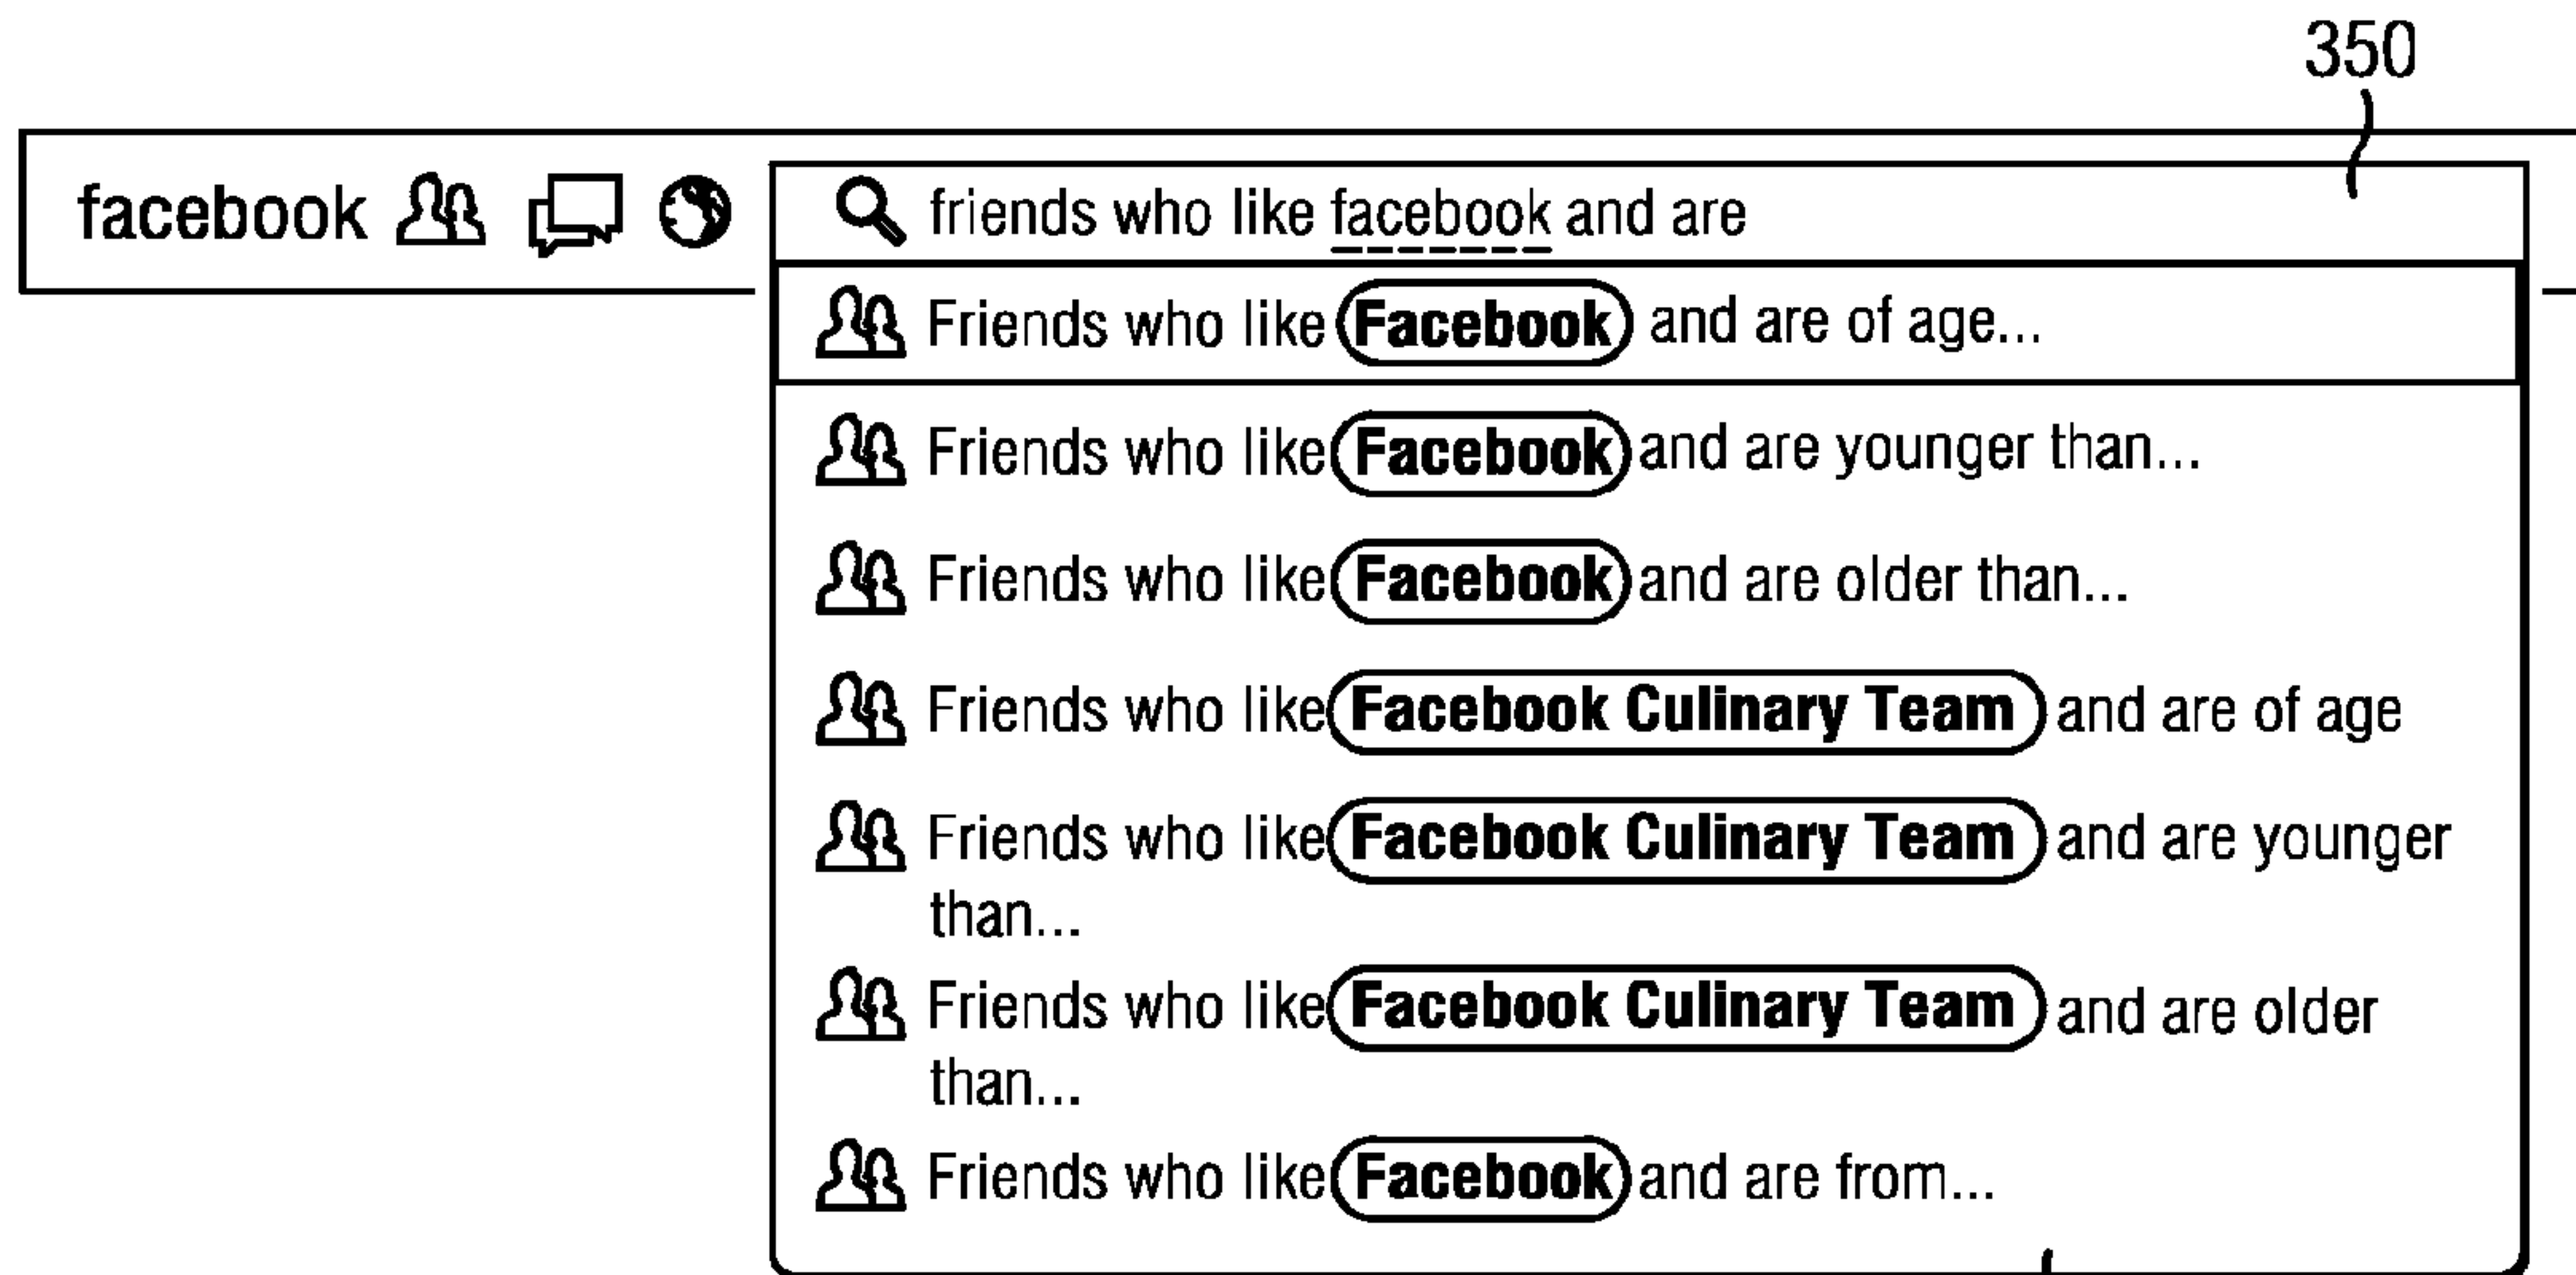 350
facebook friends who like facebook and are
Friends who like Facebook and are of age...
Friends who like Facebook and are younger than...
Friends who like Facebook and are older than...
Friends who like Facebook Culinary Team and are of age
Friends who like Facebook Culinary Team and are younger
than...
Friends who like Facebook Culinary Team and are older
than...
Friends who like Facebook and are from...